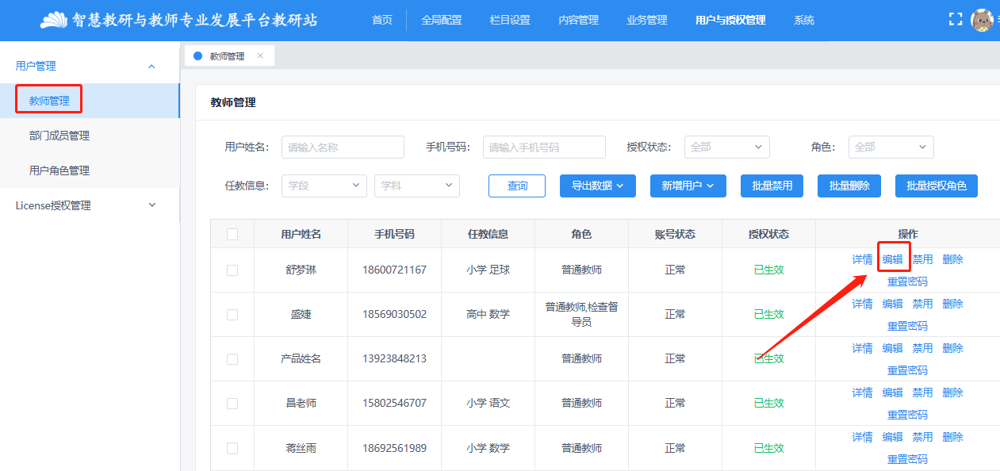 智慧教研与教师专业发展平台教研站 首页 全局配置 栏目设置 内容管理 业务管理 用户与授权管理 系统
用户管理
教师管理
部门成员管理
用户角色管理
License授权管理
教师管理 ×
教师管理
用户姓名: 请输入名称 手机号码: 请输入手机号码 授权状态: 全部 角色: 全部
任教信息: 学段 学科 查询 导出数据 新增用户 批量禁用 批量删除 批量授权角色
用户姓名 手机号码 任教信息 角色 账号状态 授权状态 操作
舒梦琳 18600721167 小学 足球 普通教师 正常 已生效 详情 编辑 禁用 删除
重置密码
盛婕 18569030502 高中 数学 普通教师,检查督 正常 已生效 详情 编辑 禁用 删除
导员 重置密码
产品姓名 13923848213 普通教师 正常 已生效 详情 编辑 禁用 删除
重置密码
昌老师 15802546707 小学 语文 普通教师 正常 已生效 详情 编辑 禁用 删除
重置密码
蒋丝雨 18692561989 小学 数学 普通教师 正常 已生效 详情 编辑 禁用 删除
重置密码